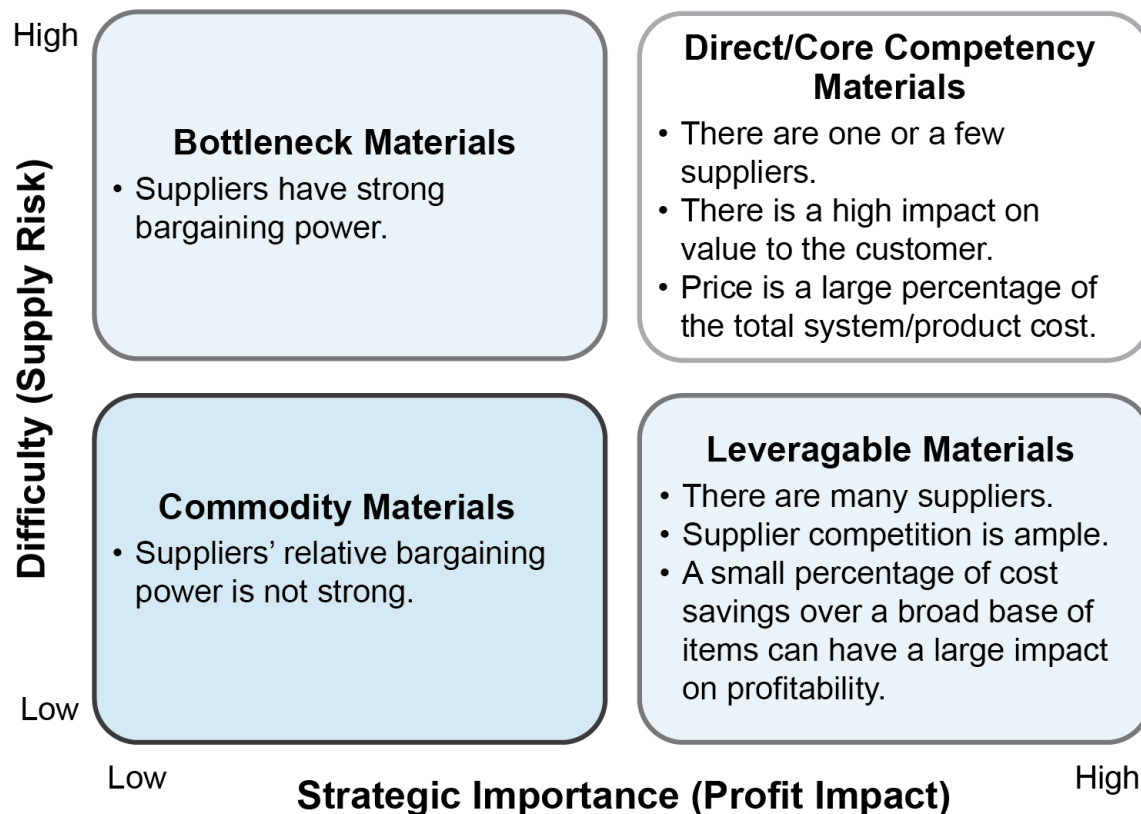 High
Difficulty (Supply Risk)
Bottleneck Materials
• Suppliers have strong
bargaining power.
Direct/Core Competency
Materials
• There are one or a few
suppliers.
• There is a high impact on
value to the customer.
• Price is a large percentage of
the total system/product cost.
Commodity Materials
• Suppliers’ relative bargaining
power is not strong.
Leveragable Materials
• There are many suppliers.
• Supplier competition is ample.
• A small percentage of cost
savings over a broad base of
items can have a large impact
on profitability.
Low
Low
Strategic Importance (Profit Impact)
High